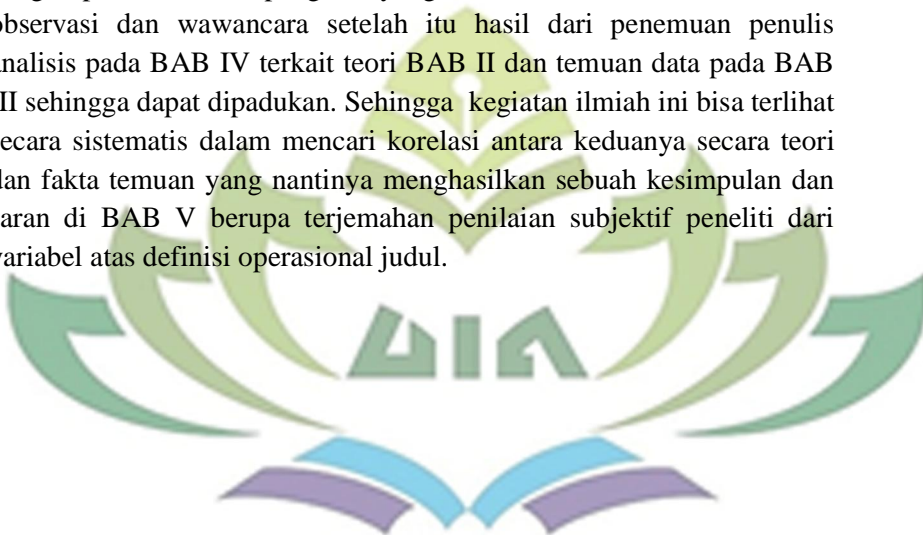 observasi dan wawancara setelah itu hasil dari penemuan penulis
analisis pada BAB IV terkait teori BAB II dan temuan data pada BAB
III sehingga dapat dipadukan. Sehingga kegiatan ilmiah ini bisa terlihat
secara sistematis dalam mencari korelasi antara keduanya secara teori
dan fakta temuan yang nantinya menghasilkan sebuah kesimpulan dan
saran di BAB V berupa terjemahan penilaian subjektif peneliti dari
variabel atas definisi operasional judul.
UIN